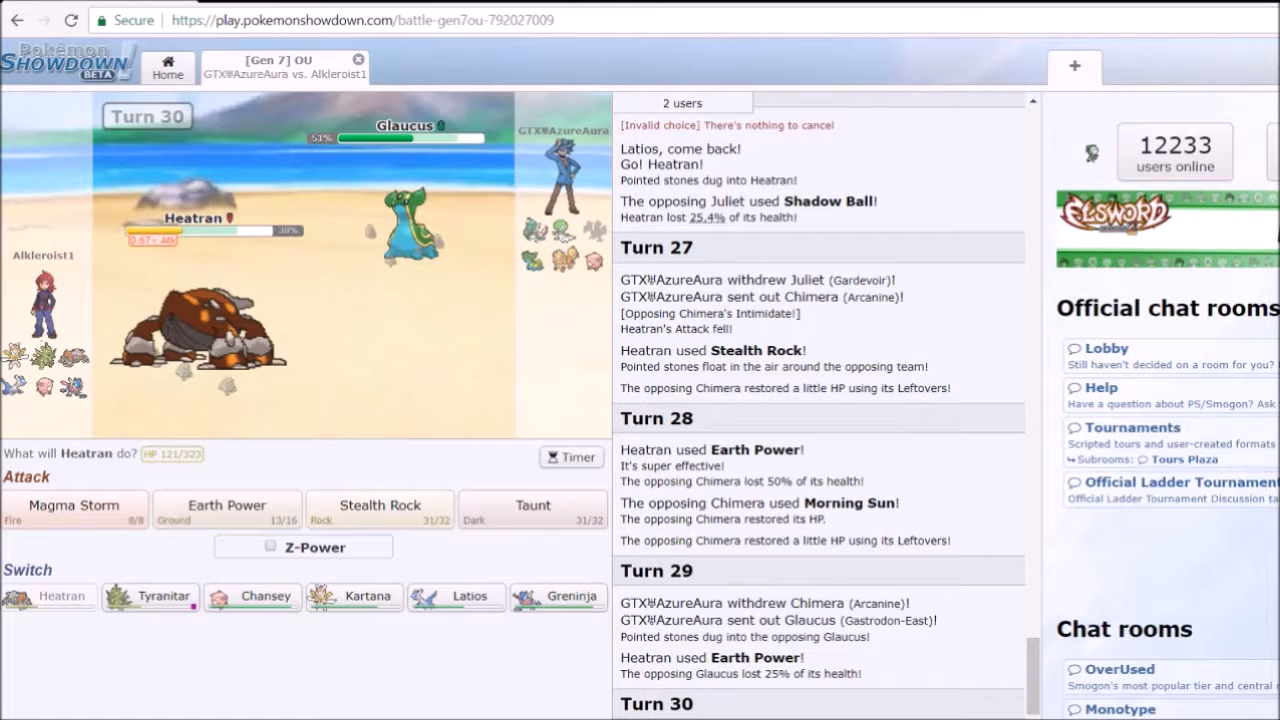 Secure
https://play.pokemonshowdown.com/battle-gen7ou-792027009
Pokémon
SHOWDOWN!
BETA
Home
[Gen 7] OU
GTX₩AzureAura vs. Alkleroist1
+
Turn 30
Glaucus
51%
Heatran
38%
0.67× Atk
Alkleroist1
GTX₩AzureAura
What will Heatran do? HP 121/323
Timer
Attack
Magma Storm
Fire 8/8
Earth Power
Ground 13/16
Stealth Rock
Rock 31/32
Taunt
Dark 31/32
Z-Power
Switch
Heatran
Tyranitar
Chansey
Kartana
Latios
Greninja
2 users
[Invalid choice] There's nothing to cancel
Latios, come back!
Go! Heatran!
Pointed stones dug into Heatran!
The opposing Juliet used Shadow Ball!
Heatran lost 25.4% of its health!
Turn 27
GTX₩AzureAura withdrew Juliet (Gardevoir)!
GTX₩AzureAura sent out Chimera (Arcanine)!
[Opposing Chimera's Intimidate!]
Heatran's Attack fell!
Heatran used Stealth Rock!
Pointed stones float in the air around the opposing team!
The opposing Chimera restored a little HP using its Leftovers!
Turn 28
Heatran used Earth Power!
It's super effective!
The opposing Chimera lost 50% of its health!
The opposing Chimera used Morning Sun!
The opposing Chimera restored its HP.
The opposing Chimera restored a little HP using its Leftovers!
Turn 29
GTX₩AzureAura withdrew Chimera (Arcanine)!
GTX₩AzureAura sent out Glaucus (Gastrodon-East)!
Pointed stones dug into the opposing Glaucus!
Heatran used Earth Power!
The opposing Glaucus lost 25% of its health!
Turn 30
12233
users online
ELSWORD
Official chat rooms
Lobby
Still haven't decided on a room for you?
Help
Have a question about PS/Smogon? Ask
Tournaments
Scripted tours and user-created formats
↳Subrooms: Tours Plaza
Official Ladder Tournament
Official Ladder Tournament Discussion ta
Chat rooms
OverUsed
Smogon's most popular tier and central
Monotype